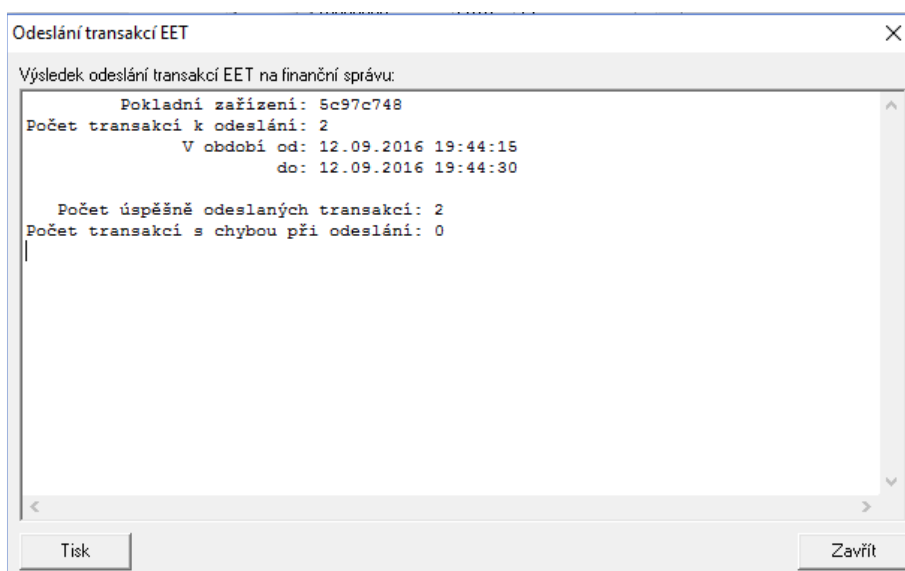 Odeslání transakcí EET
Výsledek odeslání transakcí EET na finanční správu:
Pokladní zařízení: 5c97c748
Počet transakcí k odeslání: 2
V období od: 12.09.2016 19:44:15
do: 12.09.2016 19:44:30
Počet úspěšně odeslaných transakcí: 2
Počet transakcí s chybou při odeslání: 0
Tisk
Zavřít